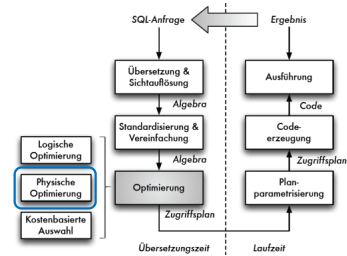 SQL-Anfrage
Ergebnis
Übersetzung &
Sichtauflösung
Ausführung
Algebra
Code
Standardisierung &
Vereinfachung
Code-
erzeugung
Algebra
Zugriffsplan
Logische
Optimierung
Physische
Optimierung
Kostenbasierte
Auswahl
Optimierung
Plan-
parametrisierung
Zugriffsplan
Übersetzungszeit
Laufzeit